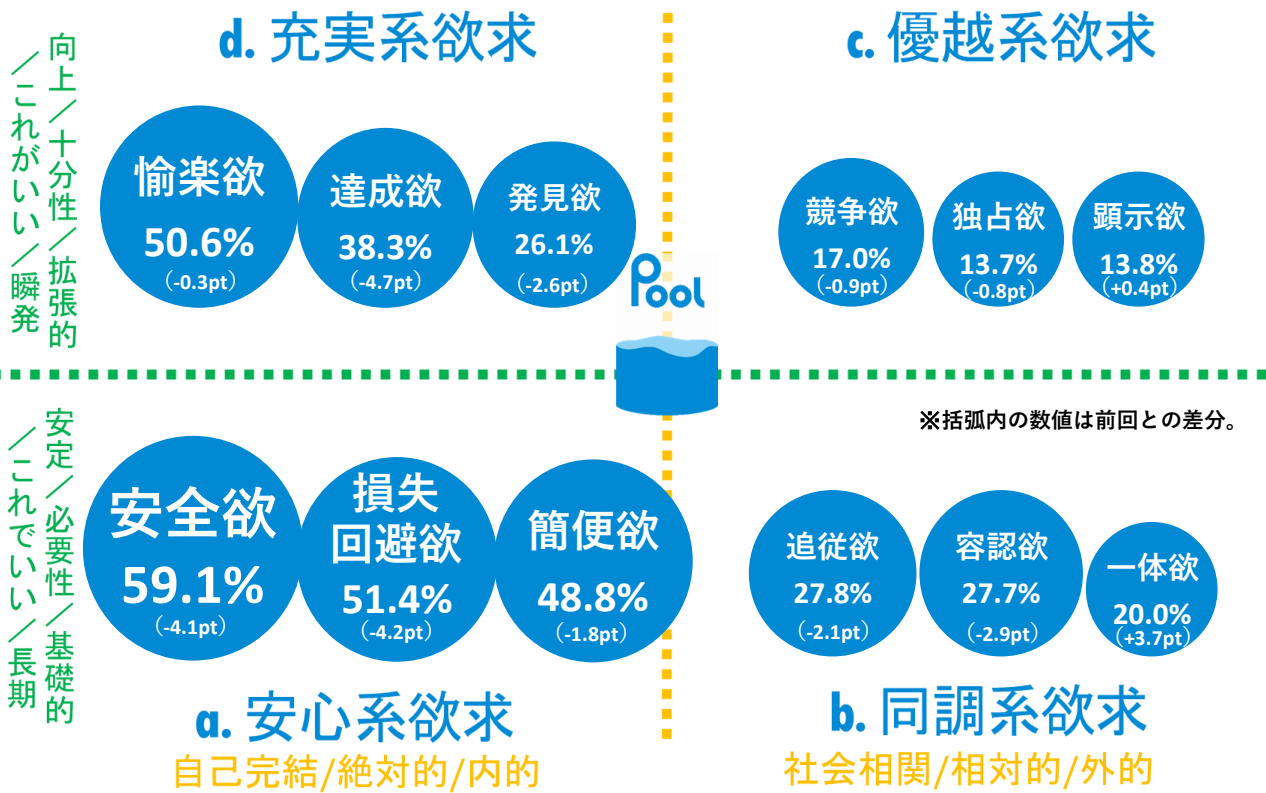 d. 充実系欲求
c. 優越系欲求
向上／十分性／拡張的
／これがいい／瞬発
愉楽欲
50.6%
（-0.3pt）
達成欲
38.3%
（-4.7pt）
発見欲
26.1%
（-2.6pt）
競争欲
17.0%
（-0.9pt）
独占欲
13.7%
（-0.8pt）
顕示欲
13.8%
（+0.4pt）
Pool
※括弧内の数値は前回との差分。
安定／必要性／基礎的
／これでいい／長期
安全欲
59.1%
（-4.1pt）
損失
回避欲
51.4%
（-4.2pt）
簡便欲
48.8%
（-1.8pt）
追従欲
27.8%
（-2.1pt）
容認欲
27.7%
（-2.9pt）
一体欲
20.0%
（+3.7pt）
a. 安心系欲求
自己完結/絶対的/内的
b. 同調系欲求
社会相関/相対的/外的